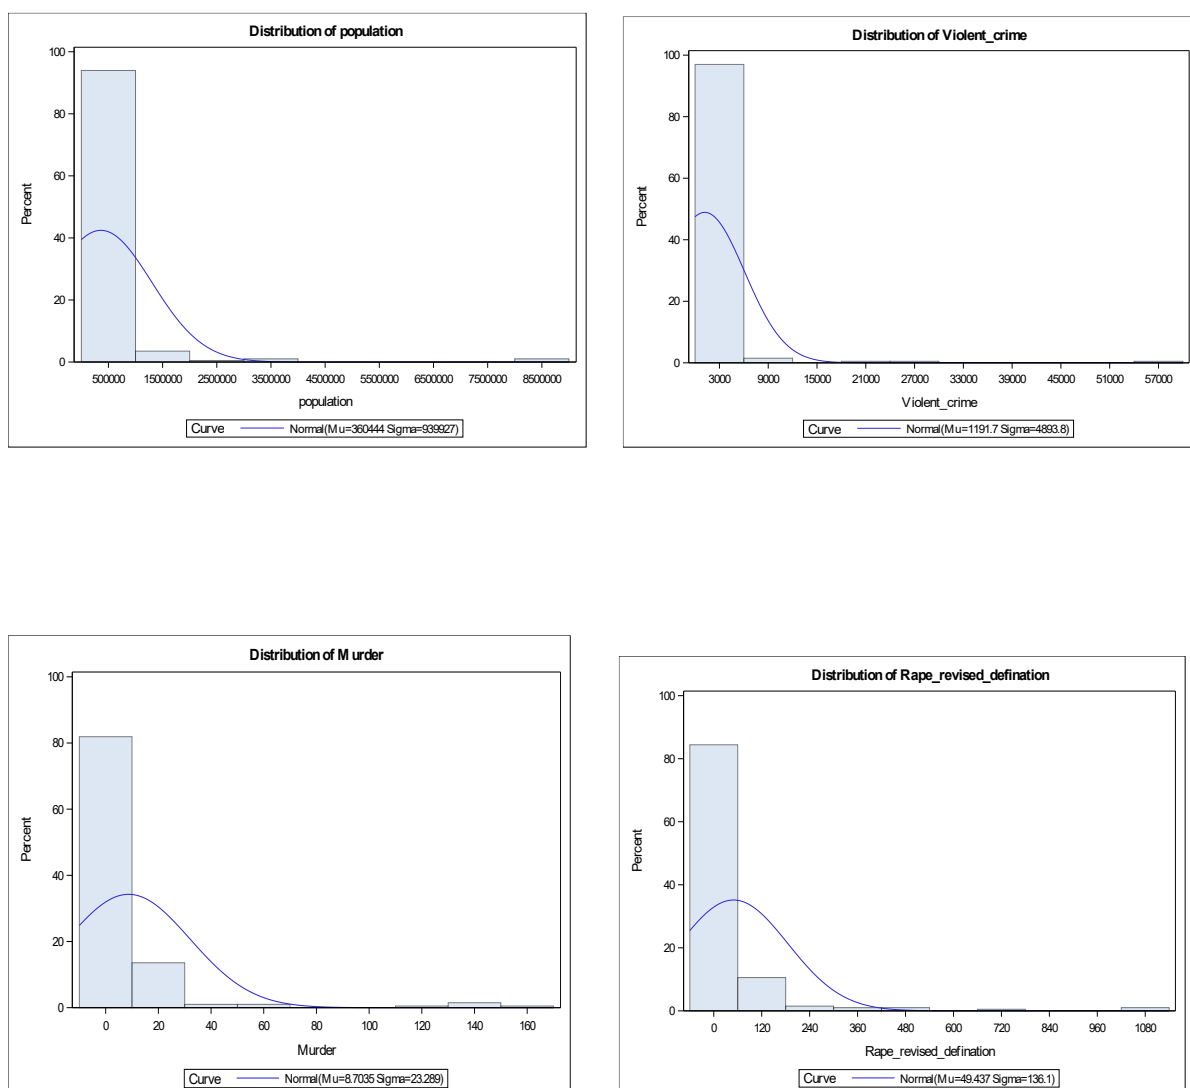 Distribution of population
100
80
60
40
20
0
Percent
500000 1500000 2500000 3500000 4500000 5500000 6500000 7500000 8500000
population
Curve Normal(Mu=360444 Sigma=939927)
Distribution of Violent_crime
100
80
60
40
20
0
Percent
3000 9000 15000 21000 27000 33000 39000 45000 51000 57000
Violent_crime
Curve Normal(Mu=1191.7 Sigma=4893.8)
Distribution of Murder
100
80
60
40
20
0
Percent
0 20 40 60 80 100 120 140 160
Murder
Curve Normal(Mu=8.7035 Sigma=23.289)
Distribution of Rape_revised_defination
100
80
60
40
20
0
Percent
0 120 240 360 480 600 720 840 960 1080
Rape_revised_defination
Curve Normal(Mu=49.437 Sigma=136.1)